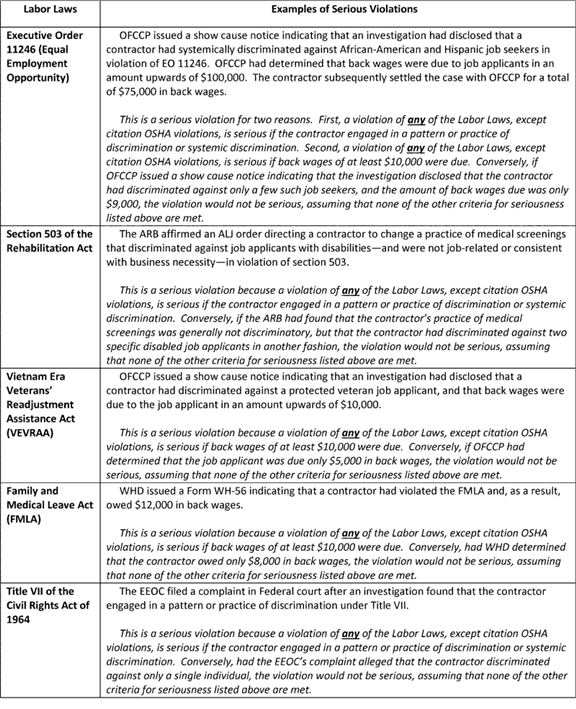 Labor Laws
Examples of Serious Violations
Executive Order
11246 (Equal
Employment
Opportunity)
OFCCP issued a show cause notice indicating that an investigation had disclosed that a
contractor had systemically discriminated against African-American and Hispanic job seekers in
violation of EO 11246. OFCCP had determined that back wages were due to job applicants in an
amount upwards of $100,000. The contractor subsequently settled the case with OFCCP for a total
of $75,000 in back wages.
This is a serious violation for two reasons. First, a violation of any of the Labor Laws, except
citation OSHA violations, is serious if the contractor engaged in a pattern or practice of
discrimination or systemic discrimination. Second, a violation of any of the Labor Laws, except
citation OSHA violations, is serious if back wages of at least $10,000 were due. Conversely, if
OFCCP issued a show cause notice indicating that the investigation disclosed that the contractor
had discriminated against only a few such job seekers, and the amount of back wages due was only
$9,000, the violation would not be serious, assuming that none of the other criteria for seriousness
listed above are met.
Section 503 of the
Rehabilitation Act
The ARB affirmed an ALJ order directing a contractor to change a practice of medical screenings
that discriminated against job applicants with disabilities—and were not job-related or consistent
with business necessity—in violation of section 503.
This is a serious violation because a violation of any of the Labor Laws, except citation OSHA
violations, is serious if the contractor engaged in a pattern or practice of discrimination or systemic
discrimination. Conversely, if the ARB had found that the contractor's practice of medical
screenings was generally not discriminatory, but that the contractor had discriminated against two
specific disabled job applicants in another fashion, the violation would not be serious, assuming
that none of the other criteria for seriousness listed above are met.
Vietnam Era
Veterans'
Readjustment
Assistance Act
(VEVRAA)
OFCCP issued a show cause notice indicating that an investigation had disclosed that a
contractor had discriminated against a protected veteran job applicant, and that back wages were
due to the job applicant in an amount upwards of $10,000.
This is a serious violation because a violation of any of the Labor Laws, except citation OSHA
violations, is serious if back wages of at least $10,000 were due. Conversely, if OFCCP had
determined that the job applicant was due only $5,000 in back wages, the violation would not be
serious, assuming that none of the other criteria for seriousness listed above are met.
Family and
Medical Leave Act
(FMLA)
WHD issued a Form WH-56 indicating that a contractor had violated the FMLA and, as a result,
owed $12,000 in back wages.
This is a serious violation because a violation of any of the Labor Laws, except citation OSHA
violations, is serious if back wages of at least $10,000 were due. Conversely, had WHD determined
that the contractor owed only $8,000 in back wages, the violation would not be serious, assuming
that none of the other criteria for seriousness listed above are met.
Title VII of the
Civil Rights Act of
1964
The EEOC filed a complaint in Federal court after an investigation found that the contractor
engaged in a pattern or practice of discrimination under Title VII.
This is a serious violation because a violation of any of the Labor Laws, except citation OSHA
violations, is serious if the contractor engaged in a pattern or practice of discrimination or systemic
discrimination. Conversely, had the EEOC's complaint alleged that the contractor discriminated
against only a single individual, the violation would not be serious, assuming that none of the other
criteria for seriousness listed above are met.